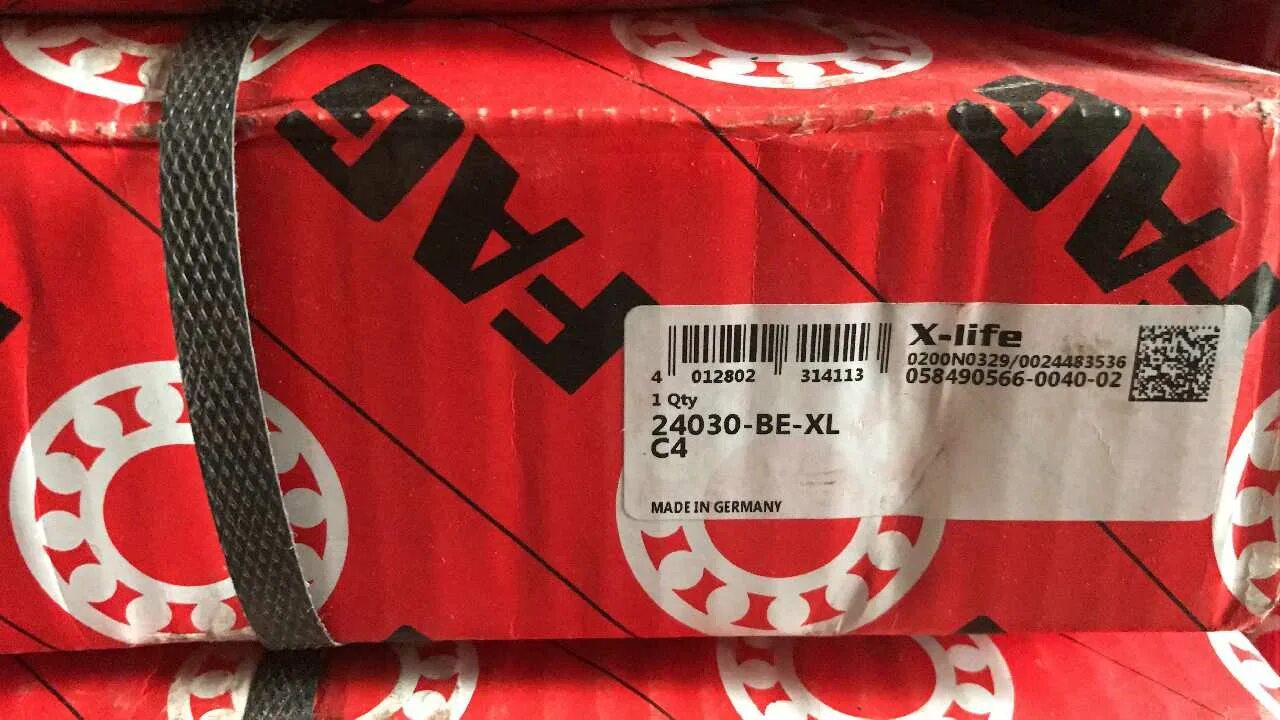 FAG
FAG
X-life
0200N0329/0024483536
058490566-0040-02
4 012802 314113
1 Qty
24030-BE-XL
C4
MADE IN GERMANY